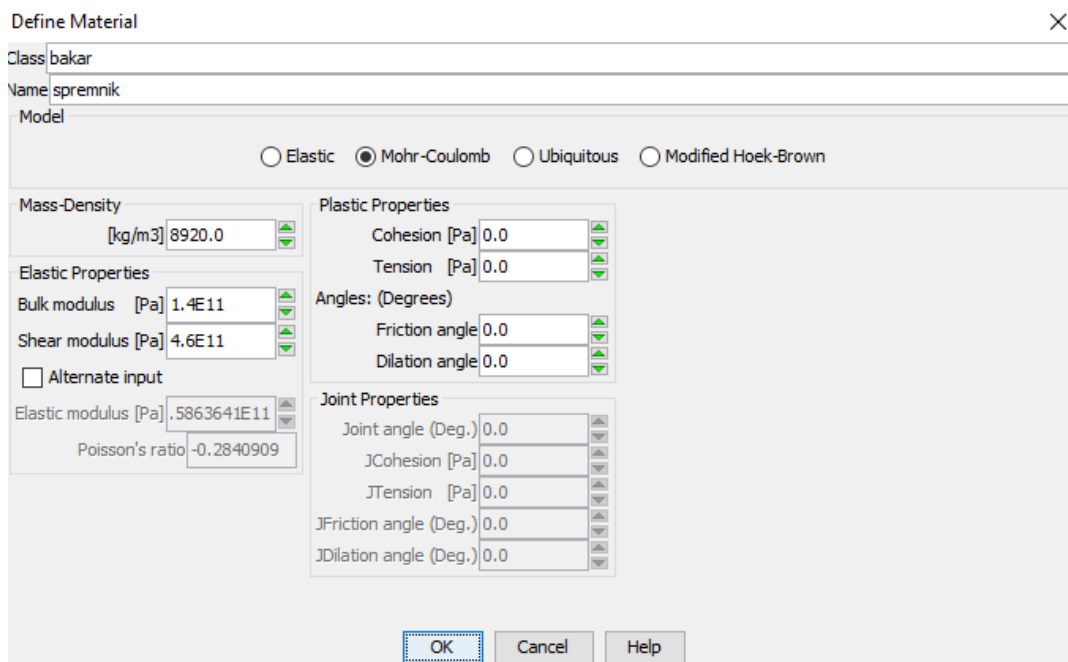 Define Material
Class bakar
Name spremnik
Model
Elastic Mohr-Coulomb Ubiquitous Modified Hoek-Brown
Mass-Density
[kg/m3] 8920.0
Elastic Properties
Bulk modulus [Pa] 1.4E11
Shear modulus [Pa] 4.6E11
Alternate input
Elastic modulus [Pa] .5863641E11
Poisson's ratio -0.2840909
Plastic Properties
Cohesion [Pa] 0.0
Tension [Pa] 0.0
Angles: (Degrees)
Friction angle 0.0
Dilation angle 0.0
Joint Properties
Joint angle (Deg.) 0.0
JCohesion [Pa] 0.0
JTension [Pa] 0.0
JFriction angle (Deg.) 0.0
JDilation angle (Deg.) 0.0
OK Cancel Help